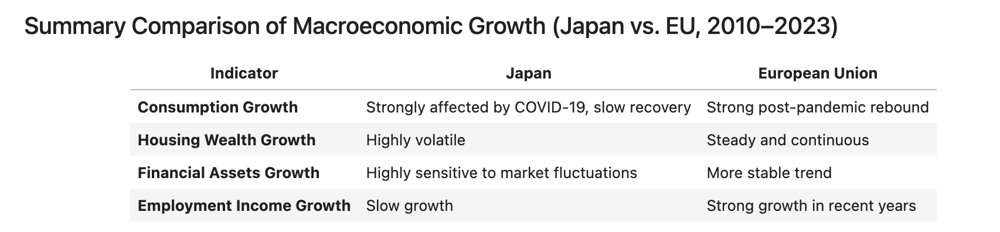 Summary Comparison of Macroeconomic Growth (Japan vs. EU, 2010–2023)
Indicator Japan European Union
Consumption Growth Strongly affected by COVID-19, slow recovery Strong post-pandemic rebound
Housing Wealth Growth Highly volatile Steady and continuous
Financial Assets Growth Highly sensitive to market fluctuations More stable trend
Employment Income Growth Slow growth Strong growth in recent years